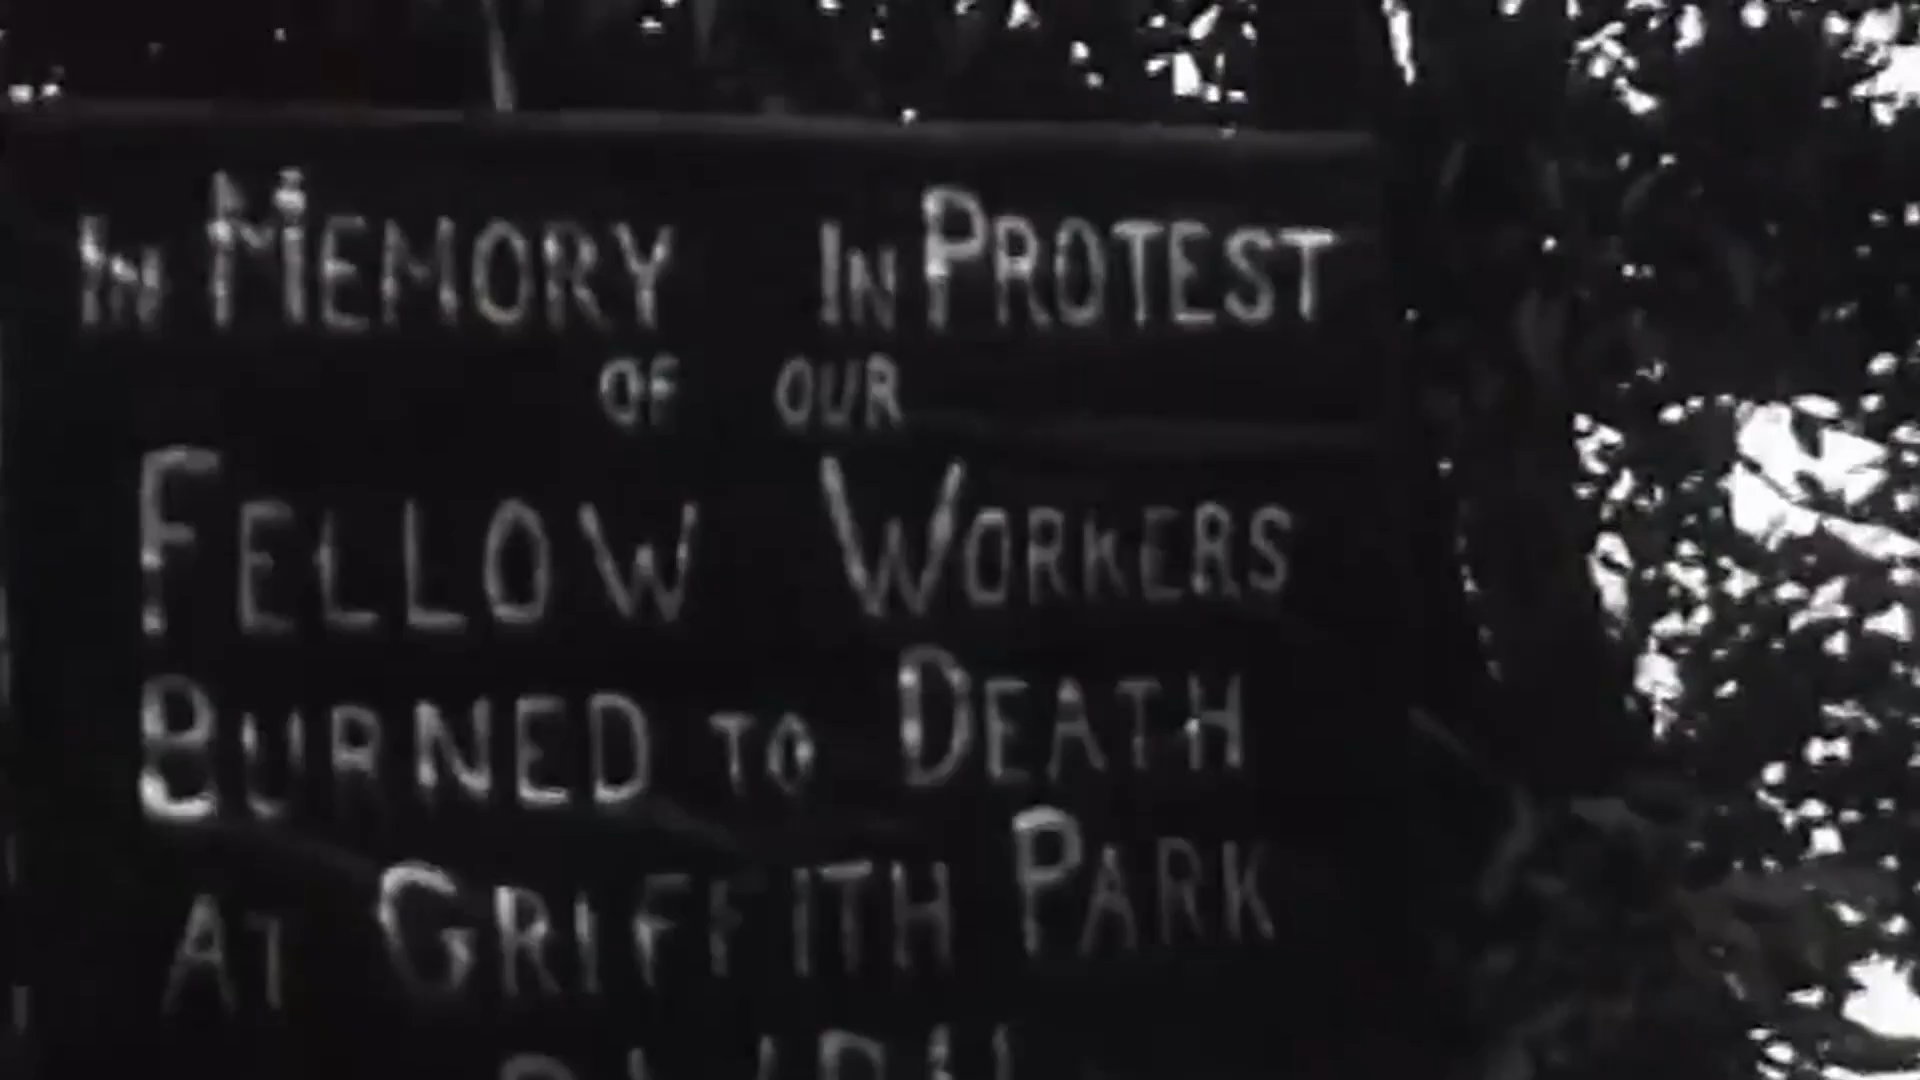 IN MEMORY IN PROTEST
OF OUR
FELLOW WORKERS
BURNED TO DEATH
AT GRIFFITH PARK